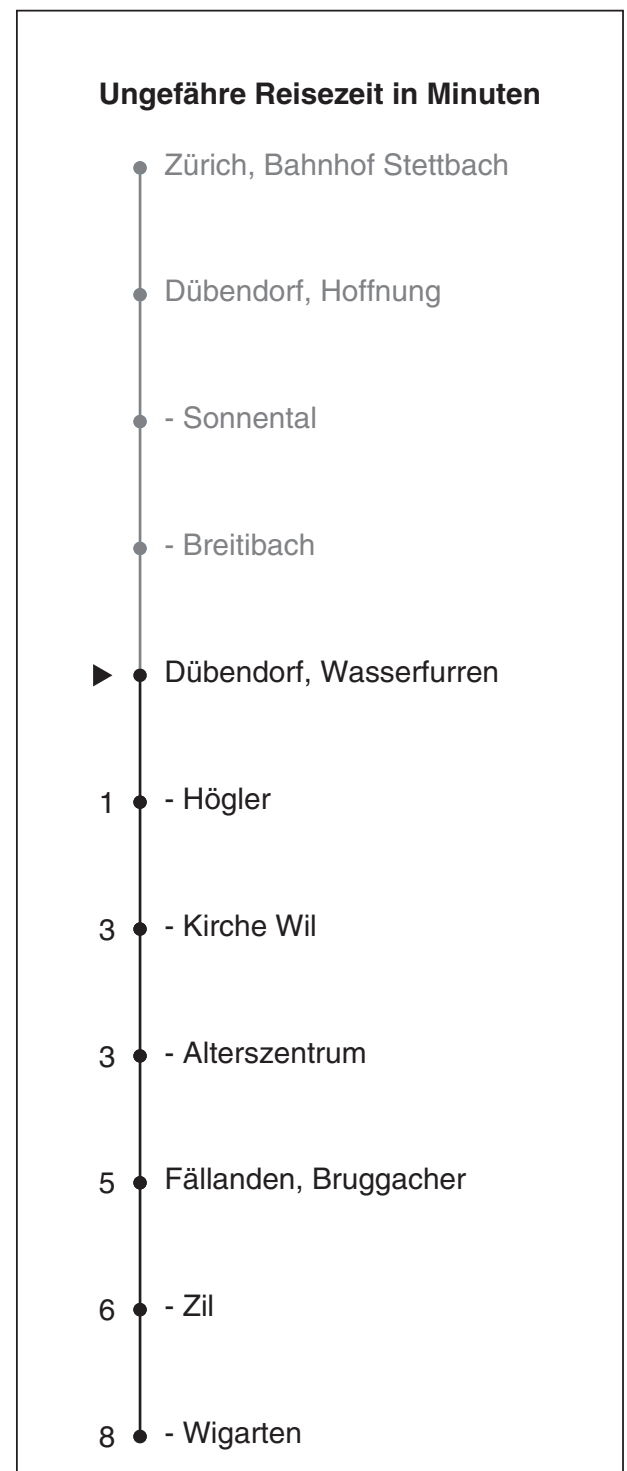 Ungefähre Reisezeit in Minuten
Zürich, Bahnhof Stettbach
Dübendorf, Hoffnung
- Sonnental
- Breitibach
Dübendorf, Wasserfurren
1 - Högler
3 - Kirche Wil
3 - Alterszentrum
5 Fällanden, Bruggacher
6 - Zil
8 - Wigarten